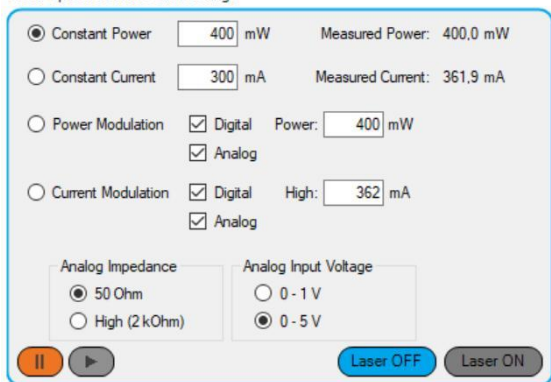 Constant Power 400 mW Measured Power: 400,0 mW
Constant Current 300 mA Measured Current: 361,9 mA
Power Modulation Digital Power: 400 mW
Analog
Current Modulation Digital High: 362 mA
Analog
Analog Impedance Analog Input Voltage
50 Ohm 0 - 1 V
High (2 kOhm) 0 - 5 V
Laser OFF Laser ON